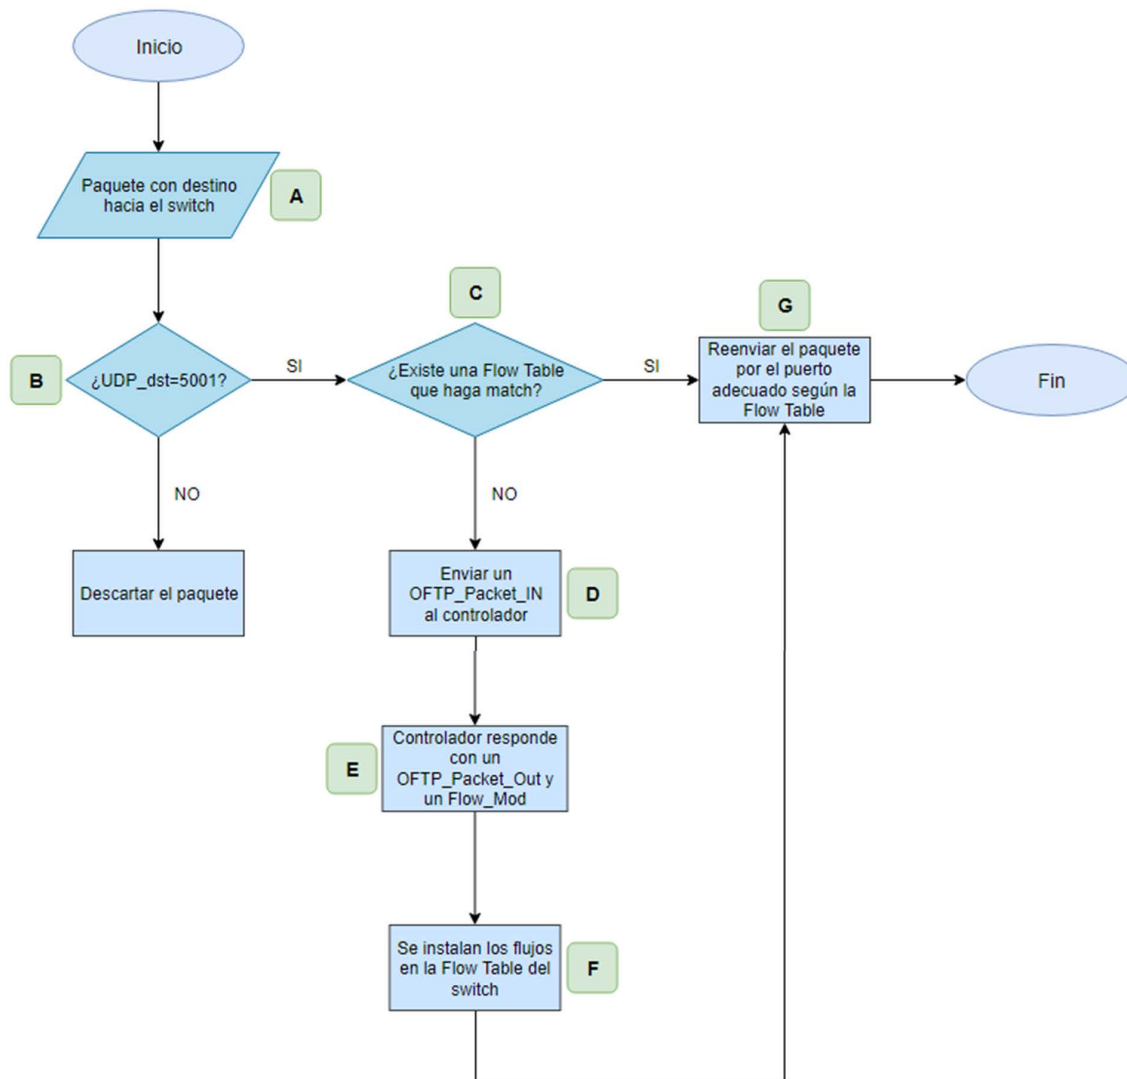 Inicio
Paquete con destino
hacia el switch
A
C
G
B
¿UDP_dst=5001?
SI
¿Existe una Flow Table
que haga match?
SI
Reenviar el paquete
por el puerto
adecuado según la
Flow Table
Fin
NO
NO
Descartar el paquete
Enviar un
OFTP_Packet_IN
al controlador
D
E
Controlador responde
con un
OFTP_Packet_Out y
un Flow_Mod
Se instalan los flujos
en la Flow Table del
switch
F